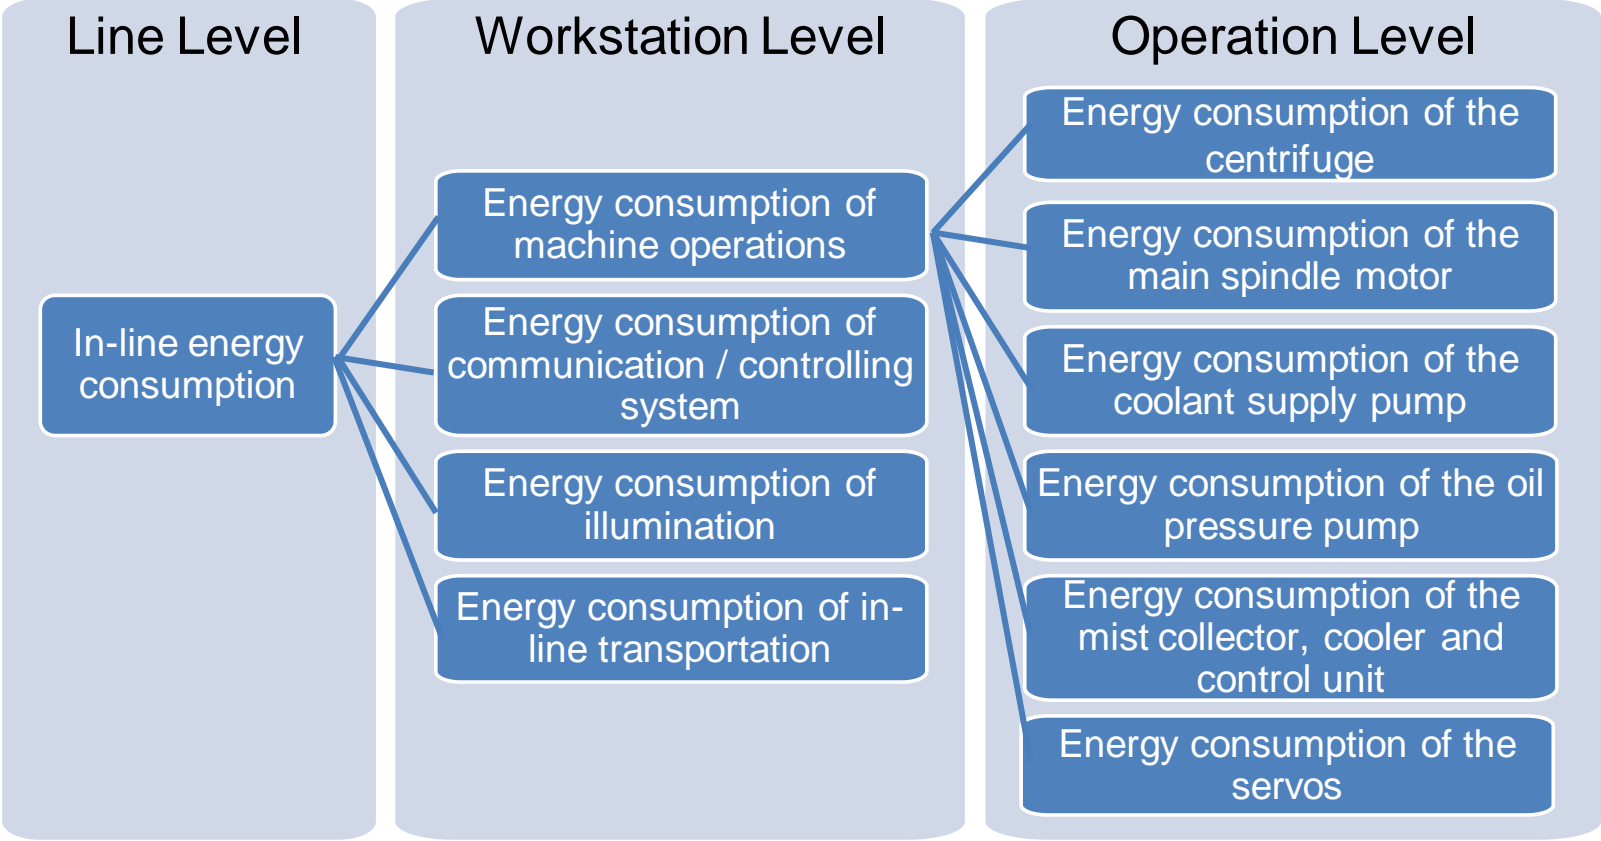 Line Level
Workstation Level
Operation Level
In-line energy
consumption
Energy consumption of
machine operations
Energy consumption of
communication / controlling
system
Energy consumption of
illumination
Energy consumption of in-
line transportation
Energy consumption of the
centrifuge
Energy consumption of the
main spindle motor
Energy consumption of the
coolant supply pump
Energy consumption of the oil
pressure pump
Energy consumption of the
mist collector, cooler and
control unit
Energy consumption of the
servos